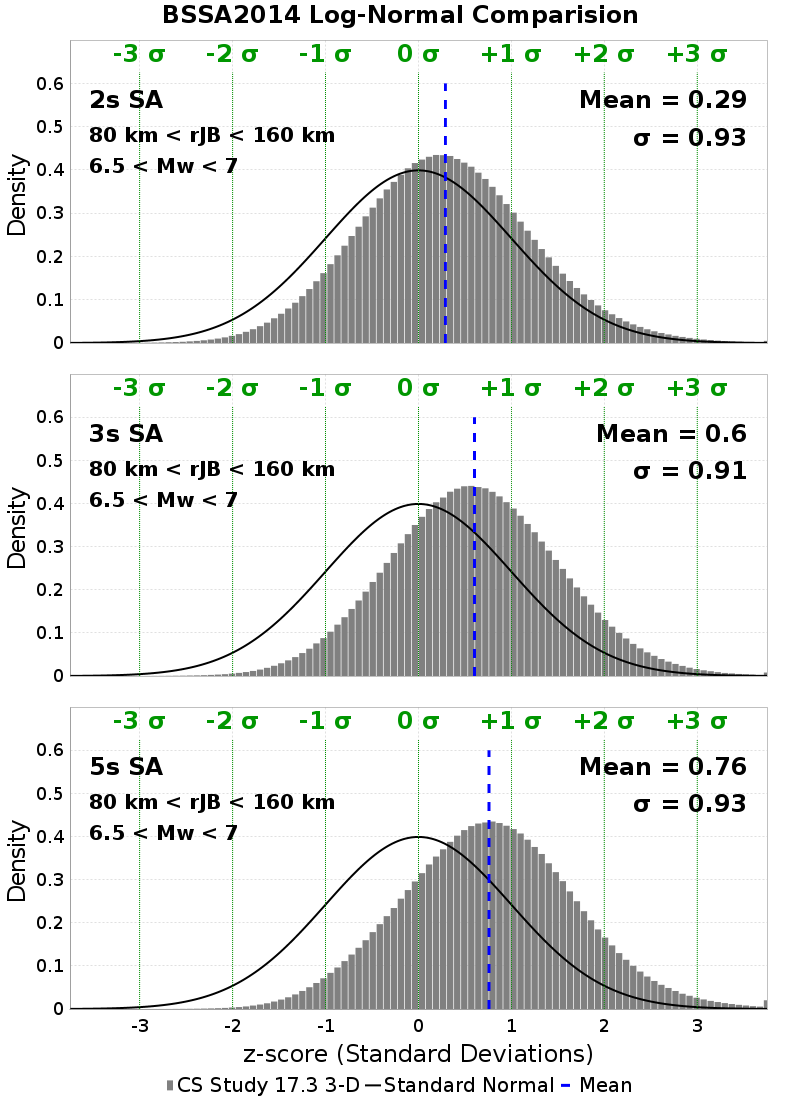 BSSA2014 Log-Normal Comparision
-3 σ -2 σ -1 σ 0 σ +1 σ +2 σ +3 σ
0.6
2s SA Mean = 0.29
0.5
80 km < rJB < 160 km σ = 0.93
0.4
6.5 < Mw < 7
0.3
0.2
0.1
0
Density
-3 σ -2 σ -1 σ 0 σ +1 σ +2 σ +3 σ
0.6
3s SA Mean = 0.6
0.5
80 km < rJB < 160 km σ = 0.91
0.4
6.5 < Mw < 7
0.3
0.2
0.1
0
Density
-3 σ -2 σ -1 σ 0 σ +1 σ +2 σ +3 σ
0.6
5s SA Mean = 0.76
0.5
80 km < rJB < 160 km σ = 0.93
0.4
6.5 < Mw < 7
0.3
0.2
0.1
0
Density
-3 -2 -1 0 1 2 3
z-score (Standard Deviations)
CS Study 17.3 3-D Standard Normal Mean